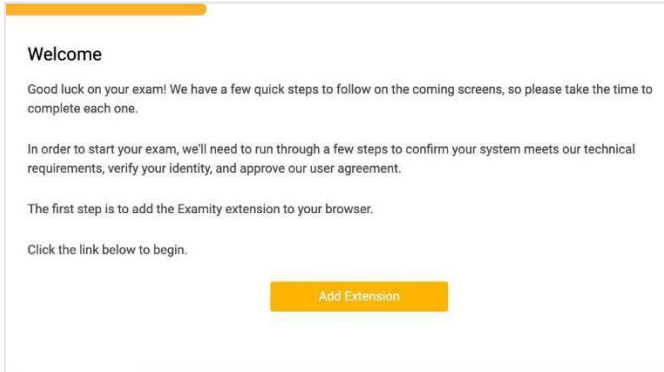 Welcome
Good luck on your exam! We have a few quick steps to follow on the coming screens, so please take the time to
complete each one.
In order to start your exam, we'll need to run through a few steps to confirm your system meets our technical
requirements, verify your identity, and approve our user agreement.
The first step is to add the Examity extension to your browser.
Click the link below to begin.
Add Extension